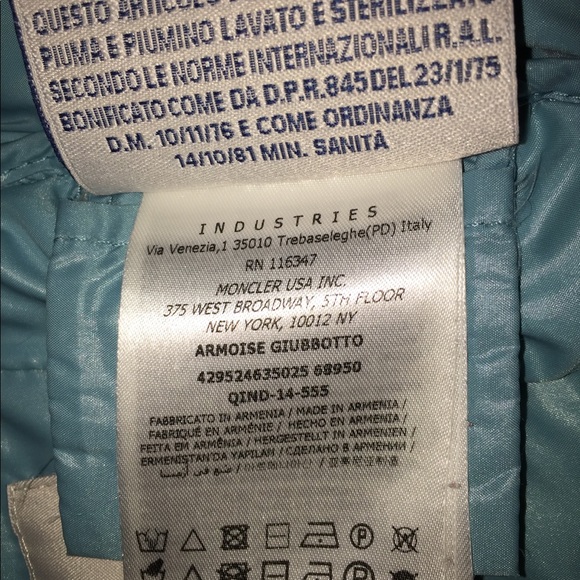 QUESTO ARTICOLO
PIUMA E PIUMINO LAVATO E STERILIZZATO
SECONDO LE NORME INTERNAZIONALI R.A.L.
BONIFICATO COME DA D.P.R. 845 DEL 23/1/75
D.M. 10/11/76 E COME ORDINANZA
14/10/81 MIN. SANITÀ
INDUSTRIES
Via Venezia,1 35010 Trebaseleghe(PD) Italy
RN 116347
MONCLER USA INC.
375 WEST BROADWAY, 5TH FLOOR
NEW YORK, 10012 NY
ARMOISE GIUBBOTTO
429524635025 68950
QIND-14-555
FABBRICATO IN ARMENIA / MADE IN ARMENIA /
FABRIQUÉ EN ARMÉNIE / HECHO EN ARMENIA /
FEITA EM ARMÊNIA / HERGESTELLT IN ARMENIEN /
ERMENISTAN'DA YAPILAN / СДЕЛАНО В АРМЕНИИ /
صنع في أرمينيا /